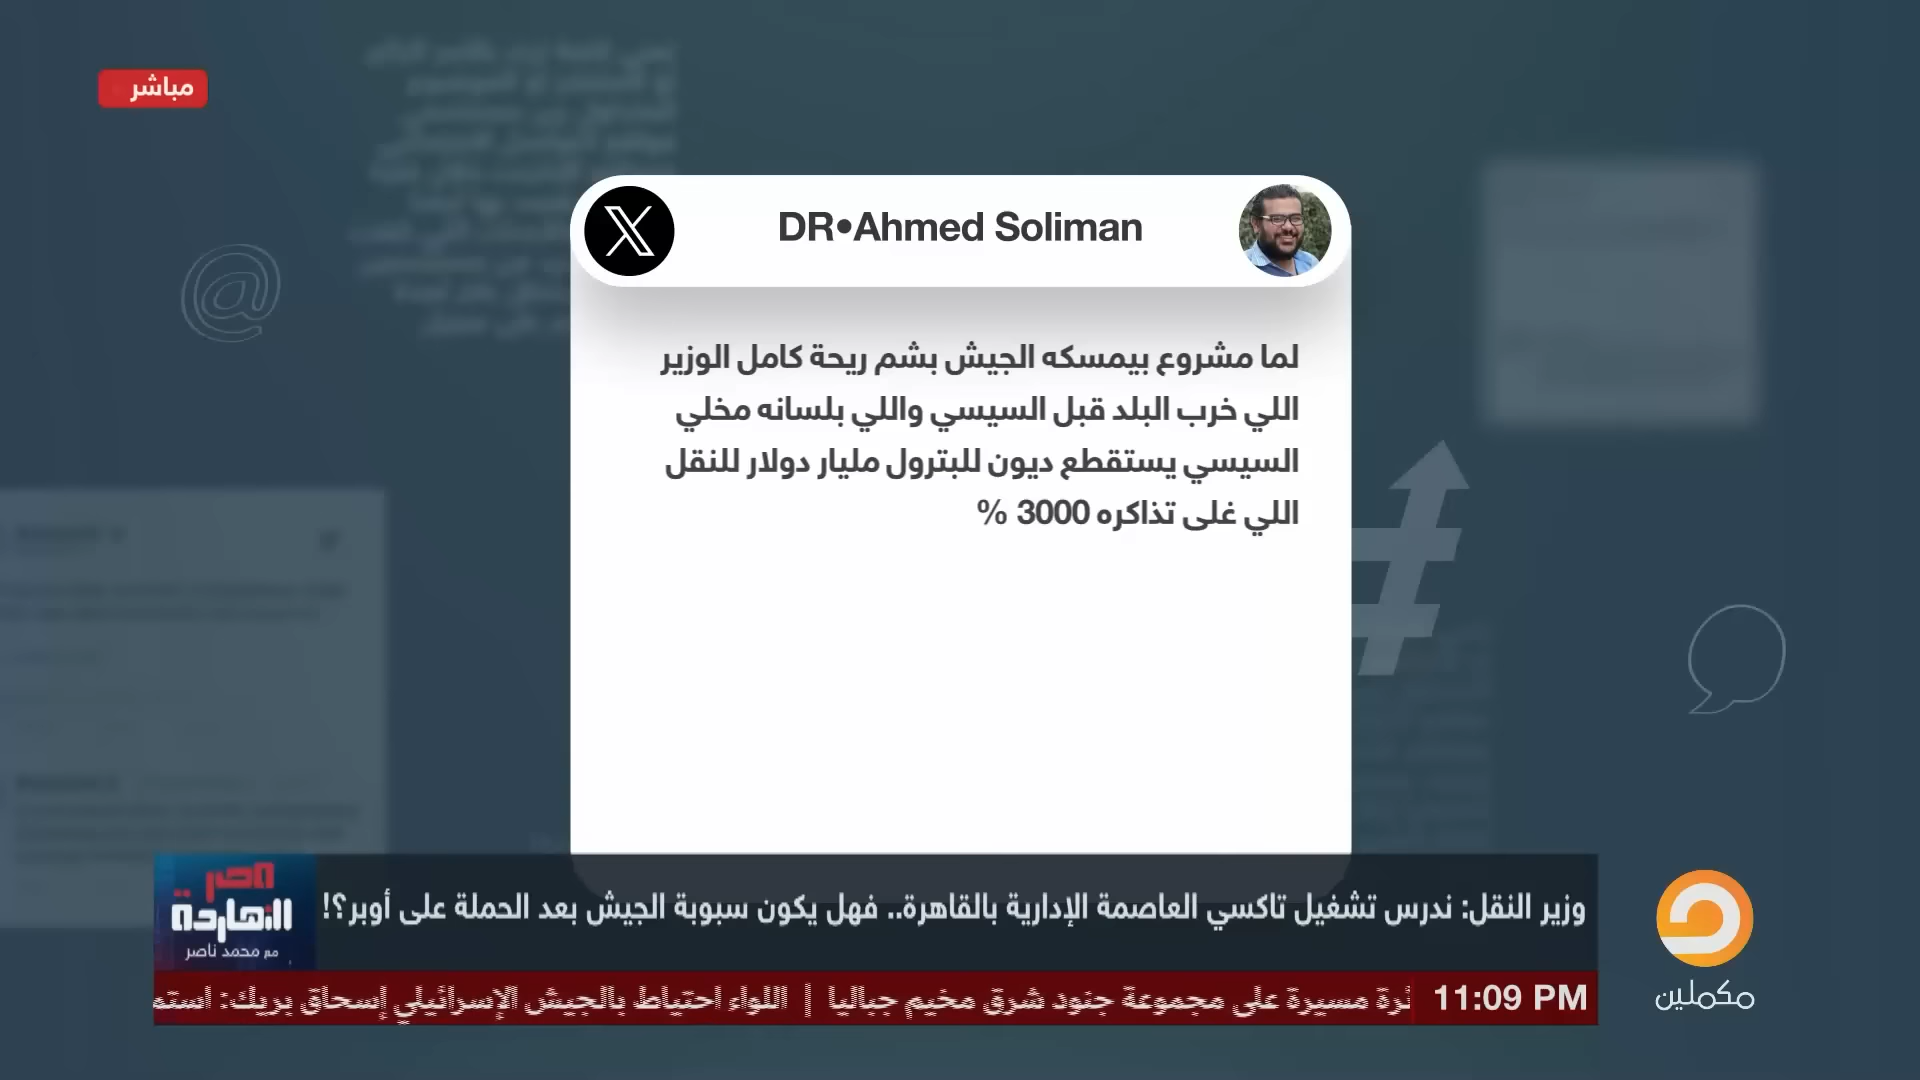 مباشر
DR•Ahmed Soliman
لما مشروع بيمسكه الجيش بشم ريحة كامل الوزير
اللي خرب البلد قبل السيسي واللي بلسانه مخلي
السيسي يستقطع ديون للبترول مليار دولار للنقل
اللي غلى تذاكره 3000 %
مصر النهاردة
مع محمد ناصر
وزير النقل: ندرس تشغيل تاكسي العاصمة الإدارية بالقاهرة.. فهل يكون سبوبة الجيش بعد الحملة على أوبر؟!
مسيرة على مجموعة جنود شرق مخيم جباليا | اللواء احتياط بالجيش الإسرائيلي إسحاق بريك:
11:09 PM
مكملين